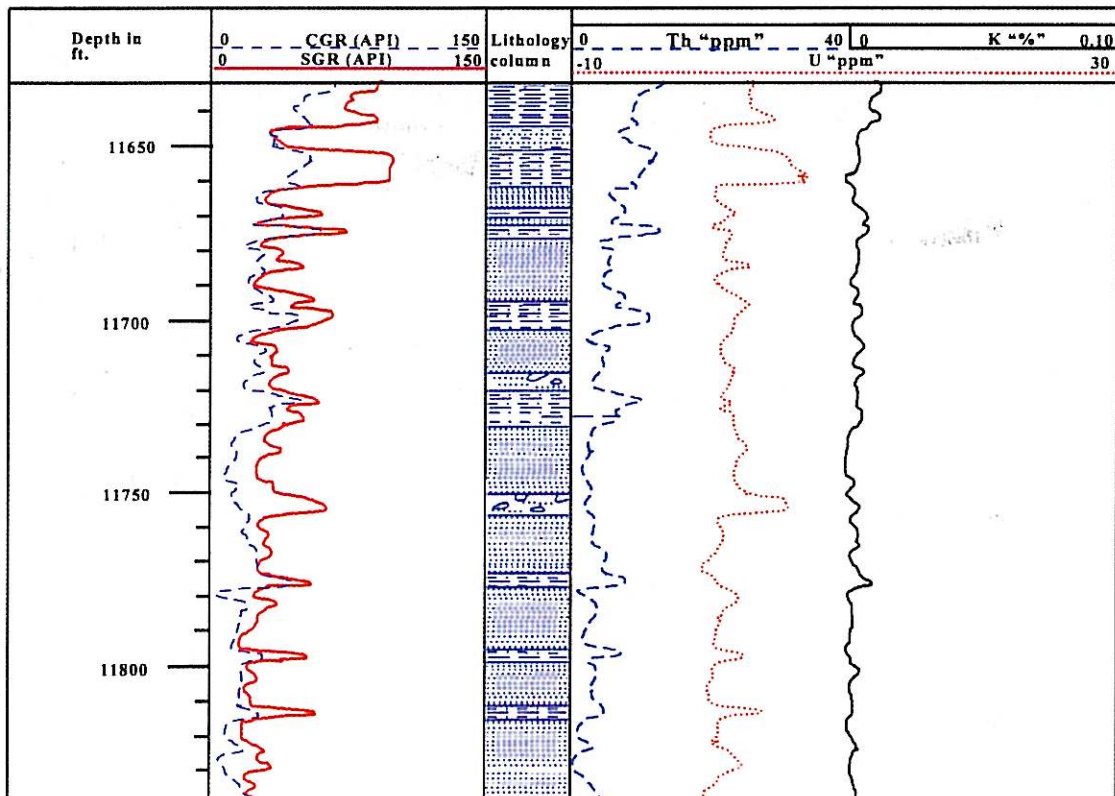 Depth in
ft.
0 CGR (API) 150
0 SGR (API) 150
Lithology
column
0 Th "ppm" 40
0 K "%" 0.10
-10 U "ppm" 30
11650
11700
11750
11800